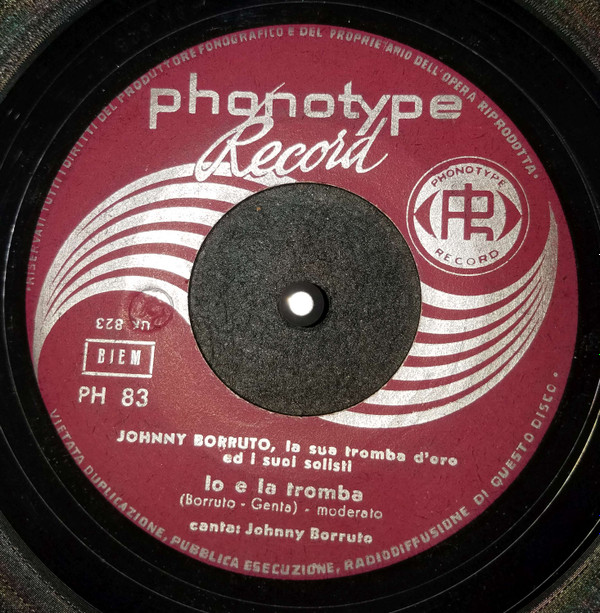 "RISERVATI TUTTI I DIRITTI DEL PRODUTTORE FONOGRAFICO E DEL PROPRIETARIO DELL'OPERA RIPRODOTTA"
phonotype
Record
PHONOTYPE
RECORD
823
BIEM
PH 83
JOHNNY BORRUTO, la sua tromba d'oro
ed i suoi solisti
Io e la tromba
(Borruto - Genta) - moderato
canta: Johnny Borruto
VIETATA DUPLICAZIONE, PUBBLICA ESECUZIONE, RADIODIFFUSIONE DI QUESTO DISCO